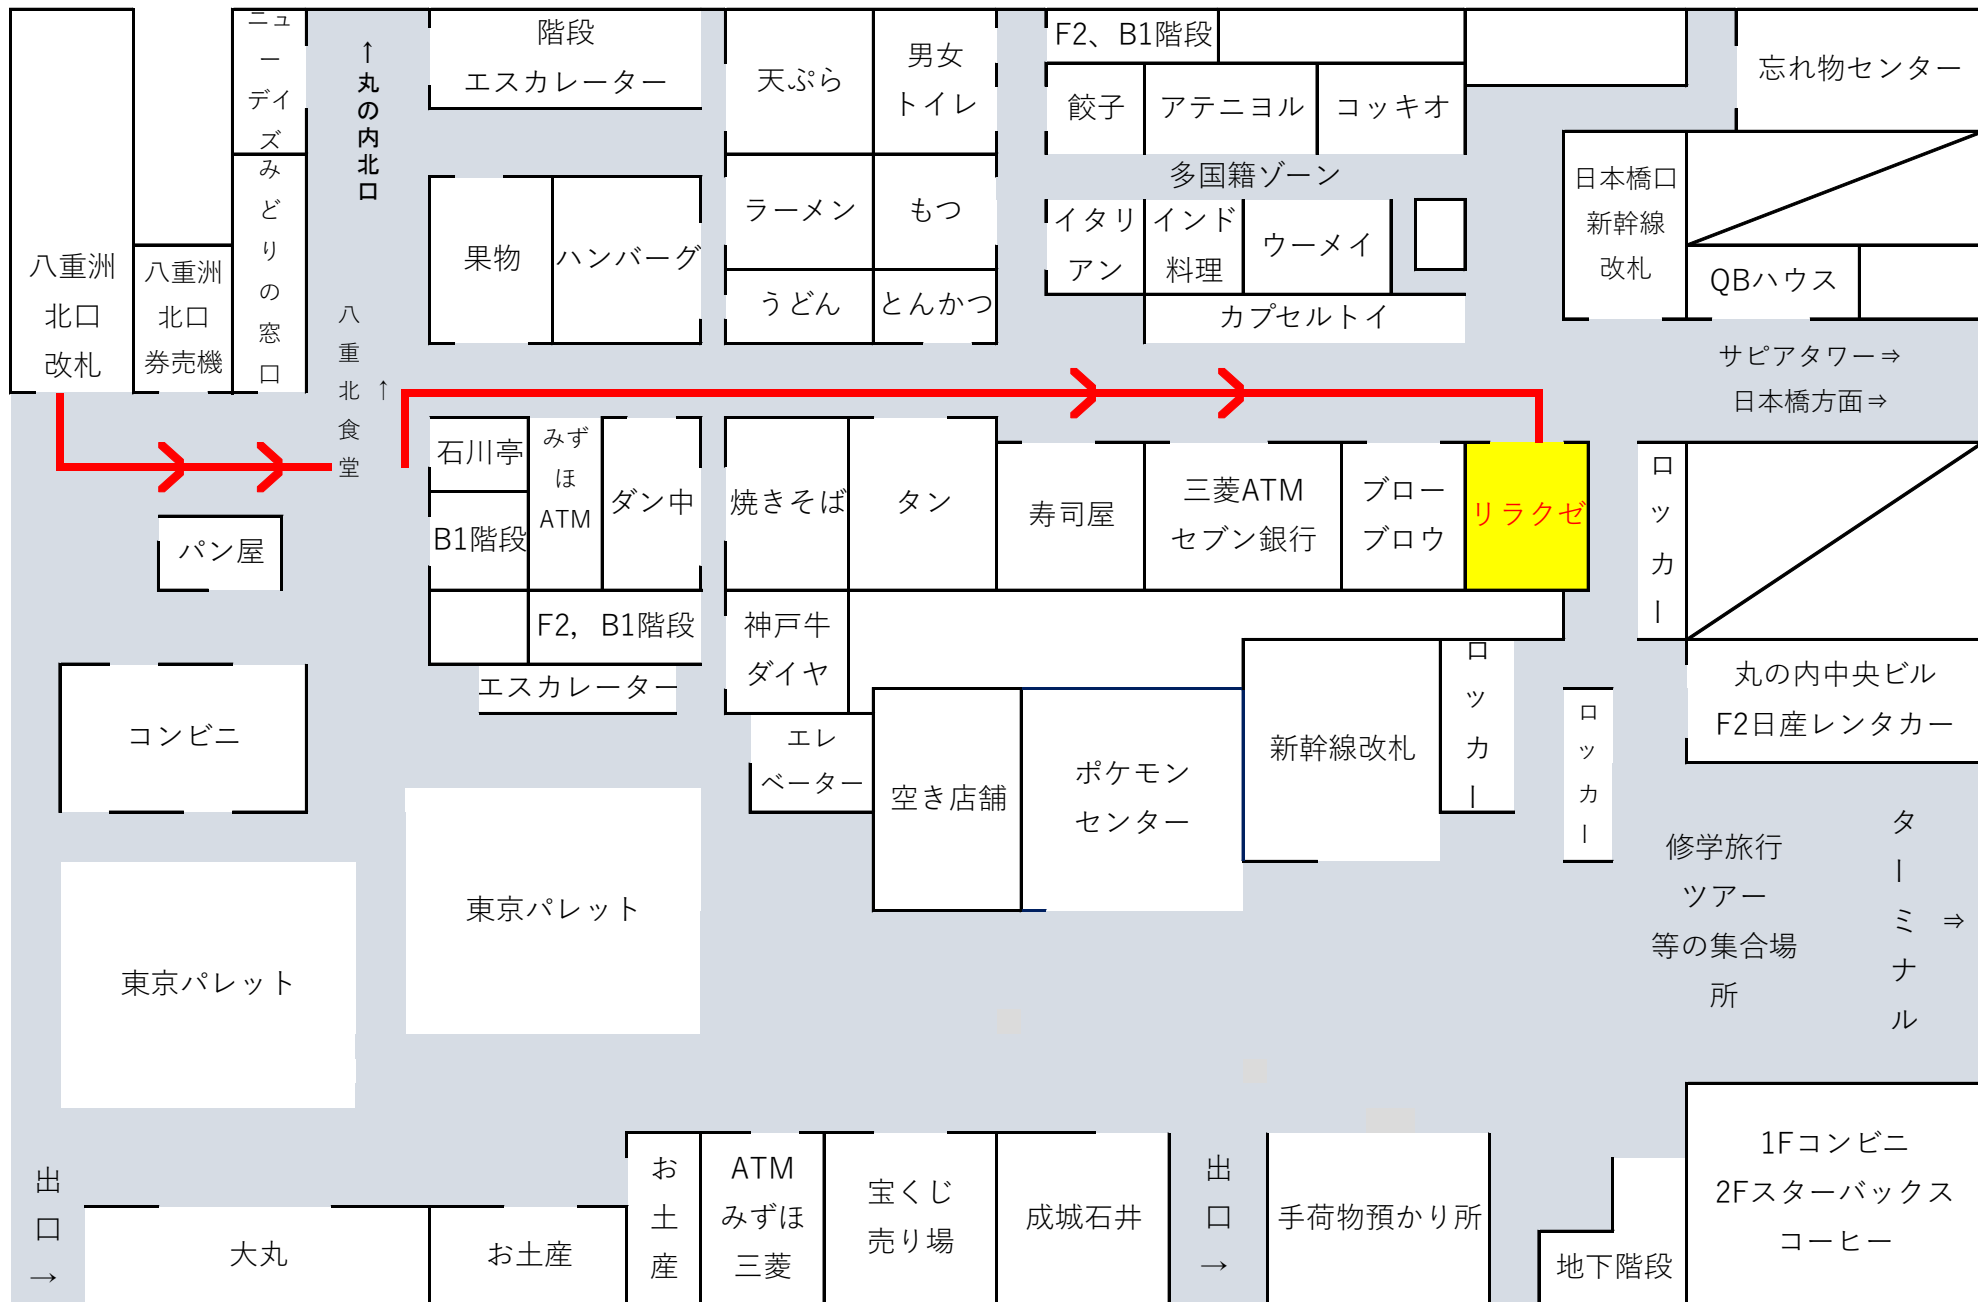 ニュ
ー
デイ
ズ
↑丸の内北口
階段
エスカレーター
天ぷら
男女
トイレ
F2、B1階段
忘れ物センター
餃子
アテニヨル
コッキオ
多国籍ゾーン
八重洲
北口
改札
八重洲
北口
券売機
みどりの窓口
八重北食堂
↑
果物
ハンバーグ
ラーメン
もつ
うどん
とんかつ
イタリ
アン
インド
料理
ウーメイ
カプセルトイ
日本橋口
新幹線
改札
QBハウス
サピアタワー⇒
日本橋方面⇒
パン屋
石川亭
B1階段
みず
ほ
ATM
ダン中
F2，B1階段
エスカレーター
焼きそば
タン
寿司屋
三菱ATM
セブン銀行
ブロー
ブロウ
リラクゼ
ロッカー
神戸牛
ダイヤ
エレ
ベーター
コンビニ
空き店舗
ポケモン
センター
新幹線改札
ロッカー
ロッカー
丸の内中央ビル
F2日産レンタカー
東京パレット
東京パレット
修学旅行
ツアー
等の集合場
所
ターミナル
⇒
出口→
大丸
お土産
お土産
ATM
みずほ
三菱
宝くじ
売り場
成城石井
出口→
手荷物預かり所
地下階段
1Fコンビニ
2Fスターバックス
コーヒー